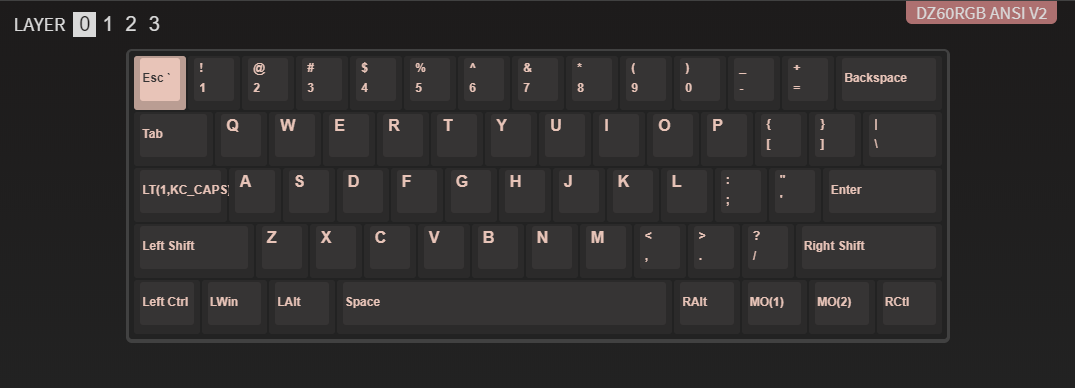 LAYER 0 1 2 3
DZ60RGB ANSI V2
Esc ` ! 1 @ 2 # 3 $ 4 % 5 ^ 6 & 7 * 8 ( 9 ) 0 _ - + = Backspace
Tab Q W E R T Y U I O P { [ } ] | \
LT(1,KC_CAPS) A S D F G H J K L : ; " ' Enter
Left Shift Z X C V B N M < , > . ? / Right Shift
Left Ctrl LWin LAlt Space RAlt MO(1) MO(2) RCtl